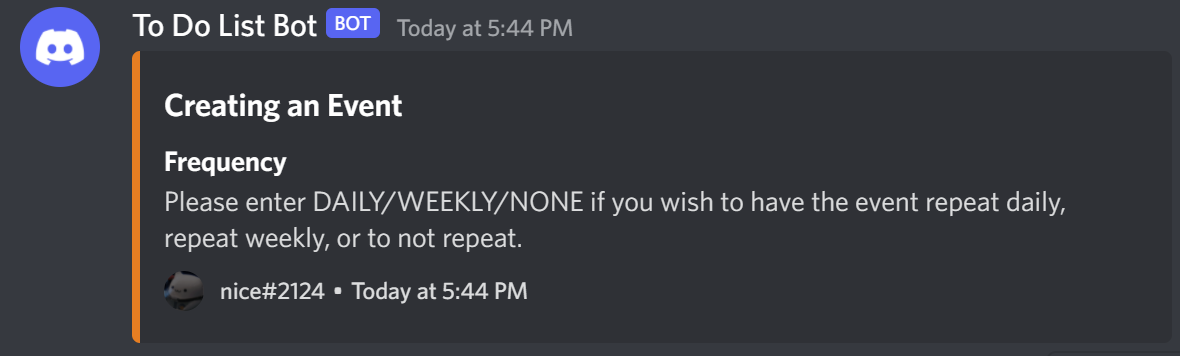 To Do List Bot BOT Today at 5:44 PM
Creating an Event
Frequency
Please enter DAILY/WEEKLY/NONE if you wish to have the event repeat daily,
repeat weekly, or to not repeat.
nice#2124 • Today at 5:44 PM